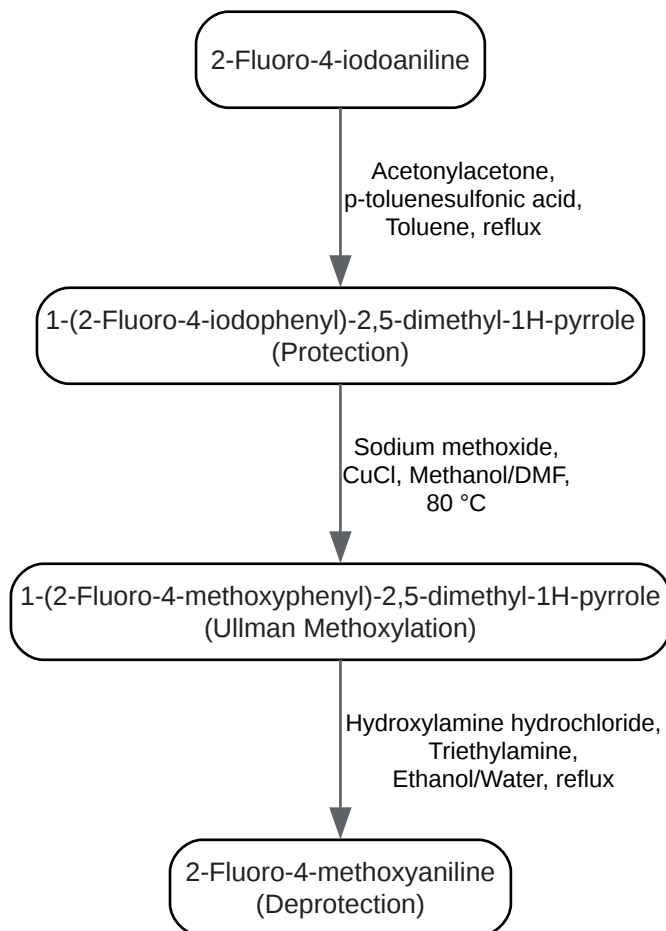 2-Fluoro-4-iodoaniline
Acetonylacetone,
p-toluenesulfonic acid,
Toluene, reflux
1-(2-Fluoro-4-iodophenyl)-2,5-dimethyl-1H-pyrrole
(Protection)
Sodium methoxide,
CuCl, Methanol/DMF,
80 °C
1-(2-Fluoro-4-methoxyphenyl)-2,5-dimethyl-1H-pyrrole
(Ullman Methoxylation)
Hydroxylamine hydrochloride,
Triethylamine,
Ethanol/Water, reflux
2-Fluoro-4-methoxyaniline
(Deprotection)